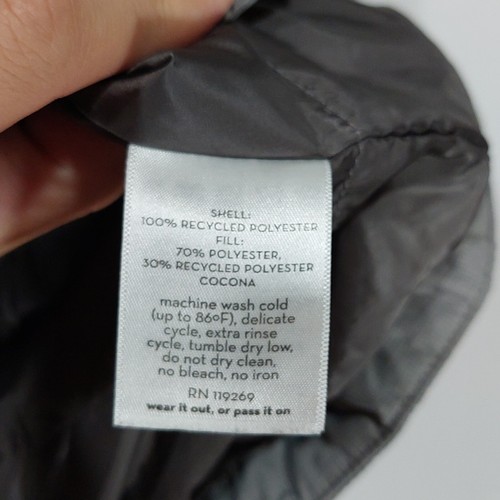 SHELL:
100% RECYCLED POLYESTER
FILL:
70% POLYESTER,
30% RECYCLED POLYESTER
COCONA
machine wash cold
(up to 86ºF), delicate
cycle, extra rinse
cycle, tumble dry low,
do not dry clean,
no bleach, no iron
RN 119269
wear it out, or pass it on